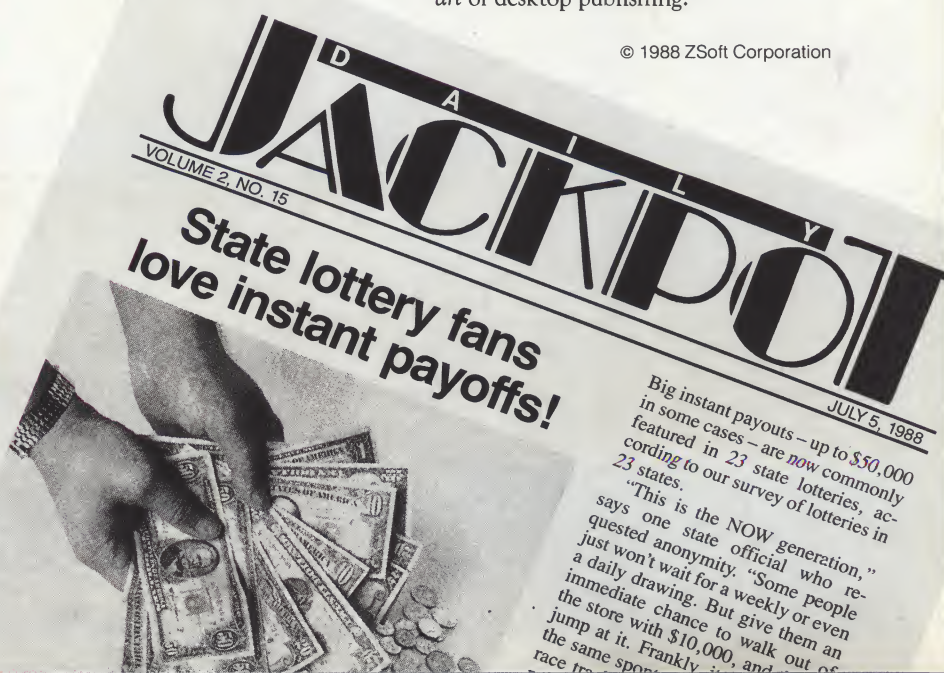 art of desktop publishing.
© 1988 ZSoft Corporation
DAILY
JACKPOT
VOLUME 2, NO. 15
JULY 5, 1988
State lottery fans
love instant payoffs!
Big instant payouts – up to $50,000
in some cases – are now commonly
featured in 23 state lotteries, ac-
cording to our survey of lotteries in
23 states.
“This is the NOW generation,”
says one state official who re-
quested anonymity. “Some people
just won't wait for a weekly or even
a daily drawing. But give them an
immediate chance to walk out of
the store with $10,000, and
jump at it. Frankly,
the same
race